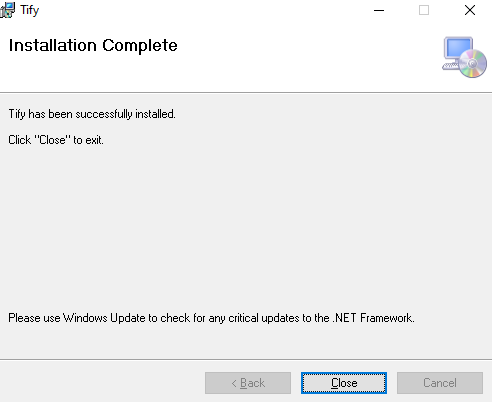 Tify
Installation Complete
Tify has been successfully installed.
Click "Close" to exit.
Please use Windows Update to check for any critical updates to the .NET Framework.
< Back
Close
Cancel